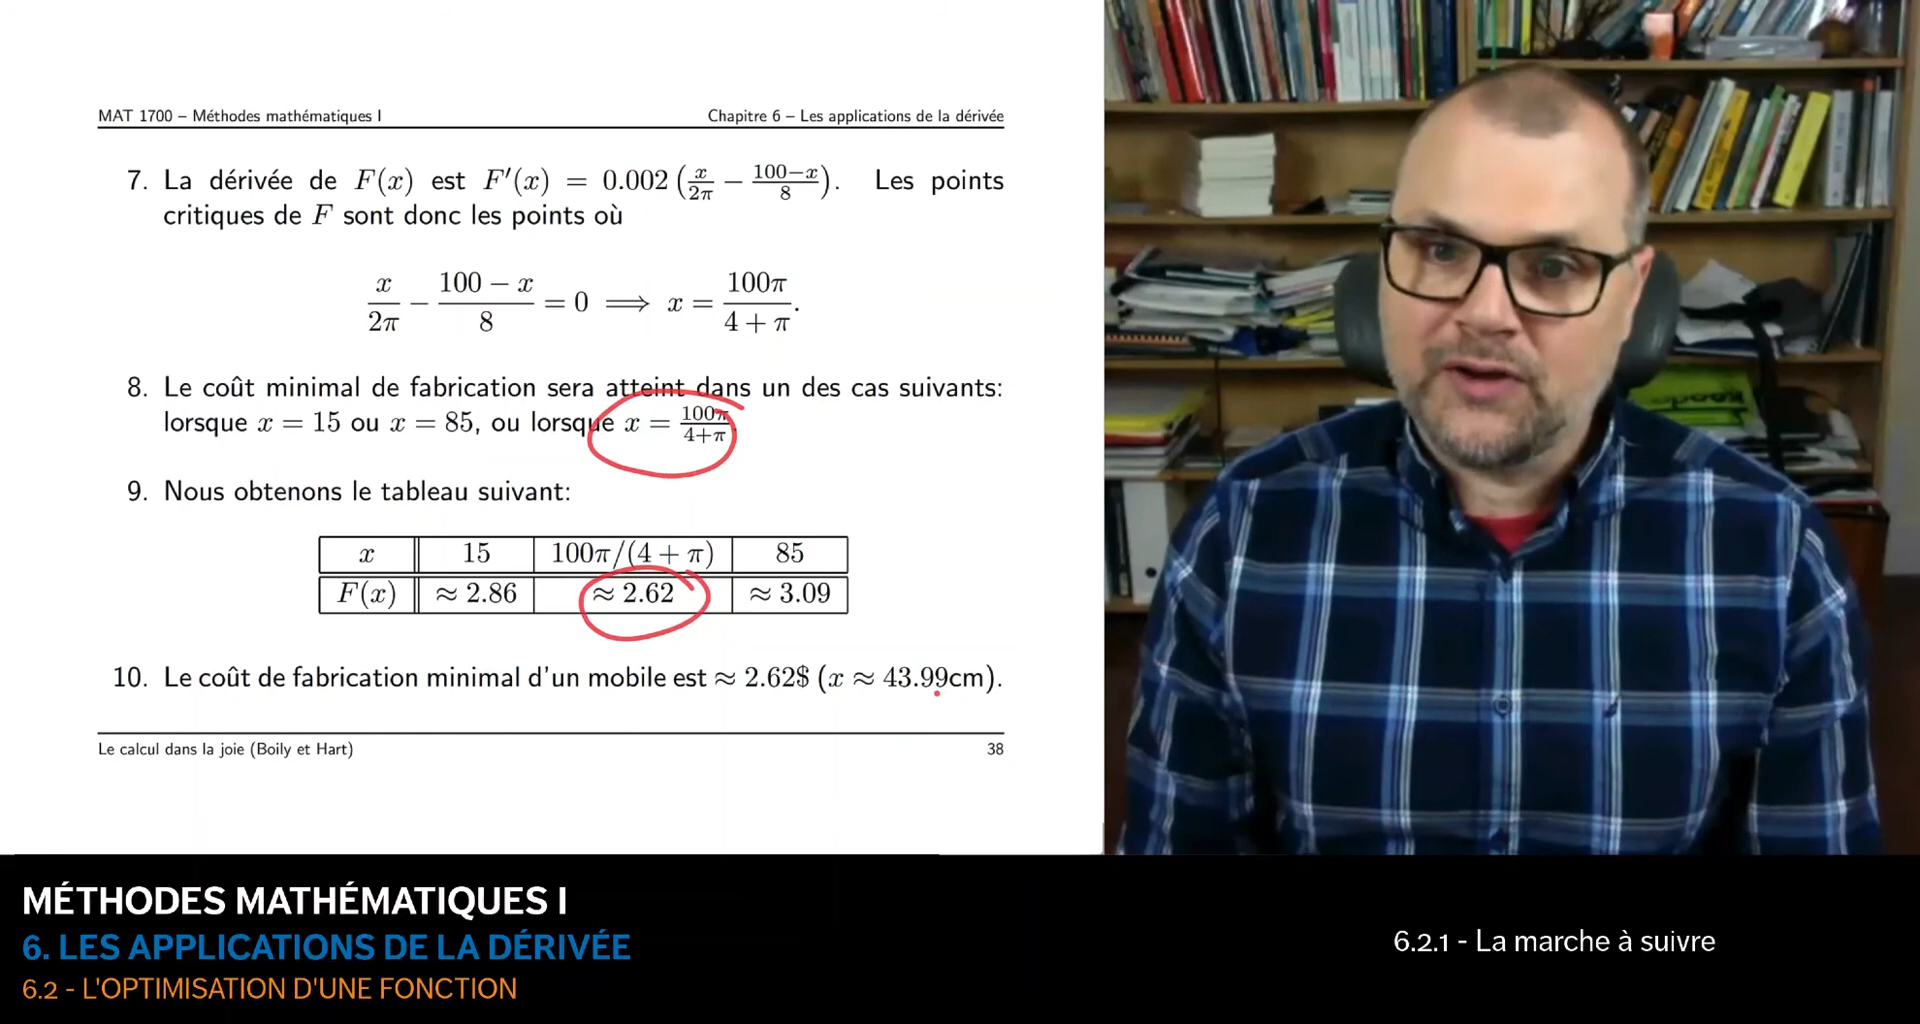 MAT 1700 – Méthodes mathématiques I
Chapitre 6 – Les applications de la dérivée
7. La dérivée de F(x) est F′(x) = 0.002 (x/2π − 100−x/8). Les points
critiques de F sont donc les points où
x/2π − 100 − x/8 = 0 ⟹ x = 100π/4 + π.
8. Le coût minimal de fabrication sera atteint dans un des cas suivants:
lorsque x = 15 ou x = 85, ou lorsque x = 100π/4+π.
9. Nous obtenons le tableau suivant:
x 15 100π/(4 + π) 85
F(x) ≈ 2.86 ≈ 2.62 ≈ 3.09
10. Le coût de fabrication minimal d'un mobile est ≈ 2.62$ (x ≈ 43.99cm).
Le calcul dans la joie (Boily et Hart)
38
MÉTHODES MATHÉMATIQUES I
6. LES APPLICATIONS DE LA DÉRIVÉE
6.2 - L'OPTIMISATION D'UNE FONCTION
6.2.1 - La marche à suivre